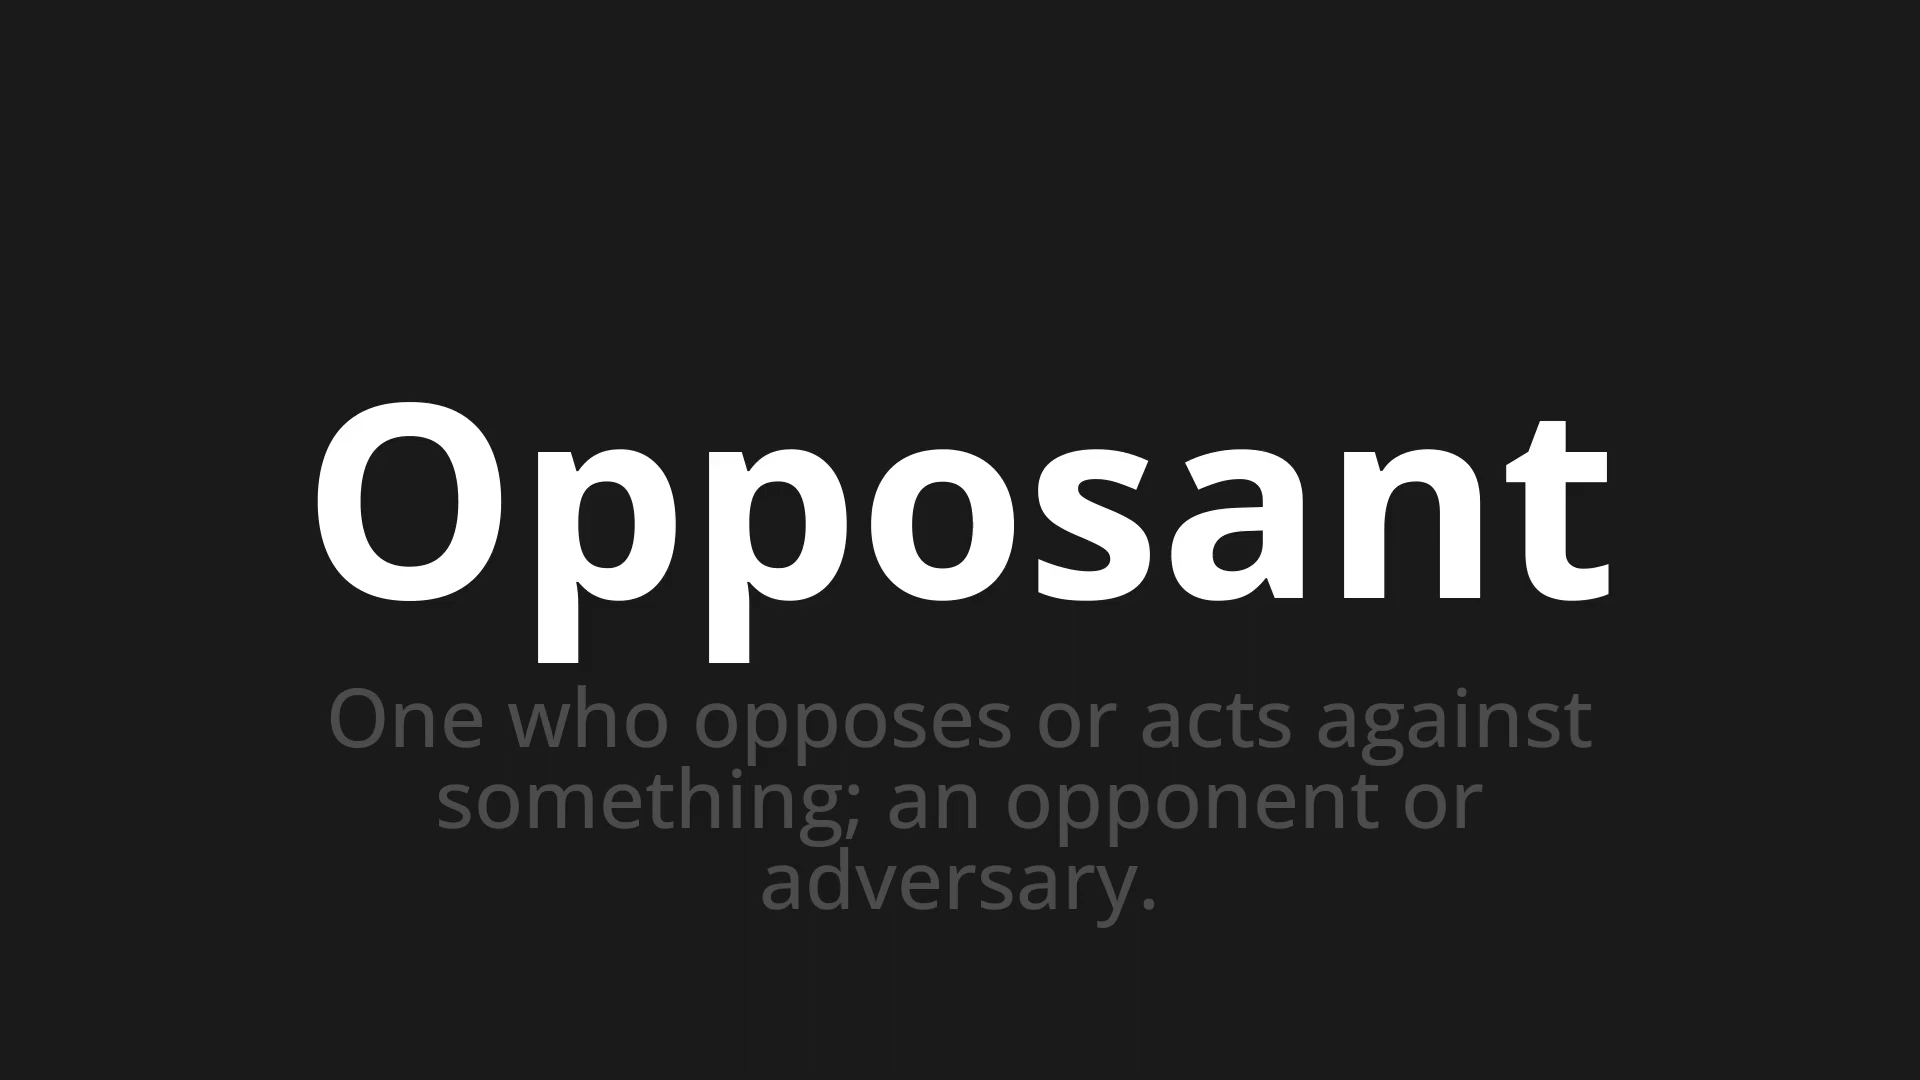 Opposant
One who opposes or acts against
something; an opponent or
adversary.